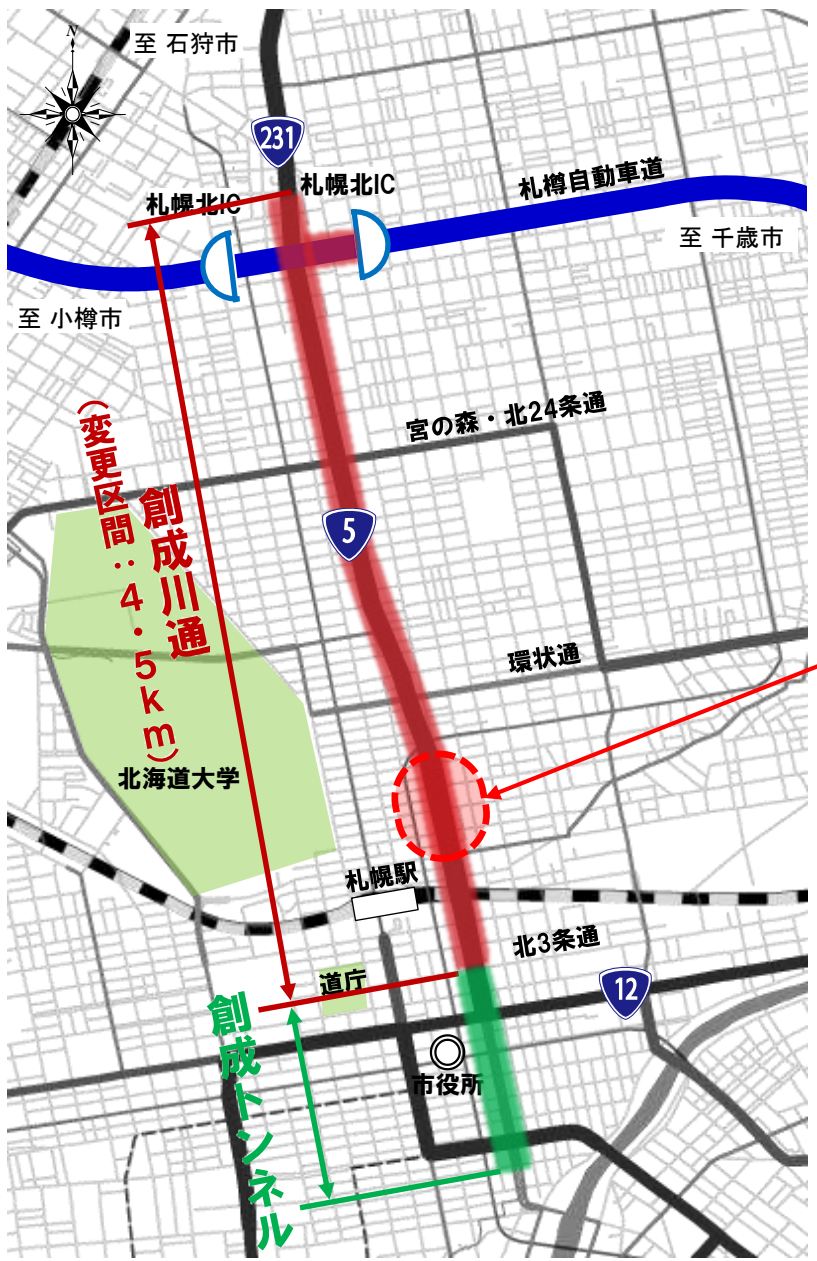 N
至 石狩市
231
札幌北IC
札幌北IC
札樽自動車道
至 千歳市
至 小樽市
宮の森・北24条通
5
創成川通
（変更区間：４・５ｋｍ）
環状通
北海道大学
札幌駅
北3条通
道庁
12
創成トンネル
市役所